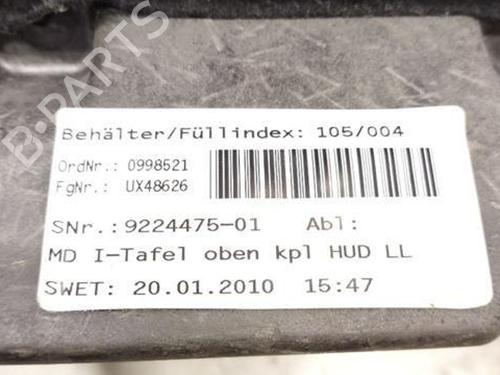 B-PARTS
Behälter/Füllindex: 105/004
OrdNr.: 0998521
FgNr.: UX48626
SNr.: 9224475-01 Abl:
MD I-Tafel oben kpl HUD LL
SWET: 20.01.2010 15:47